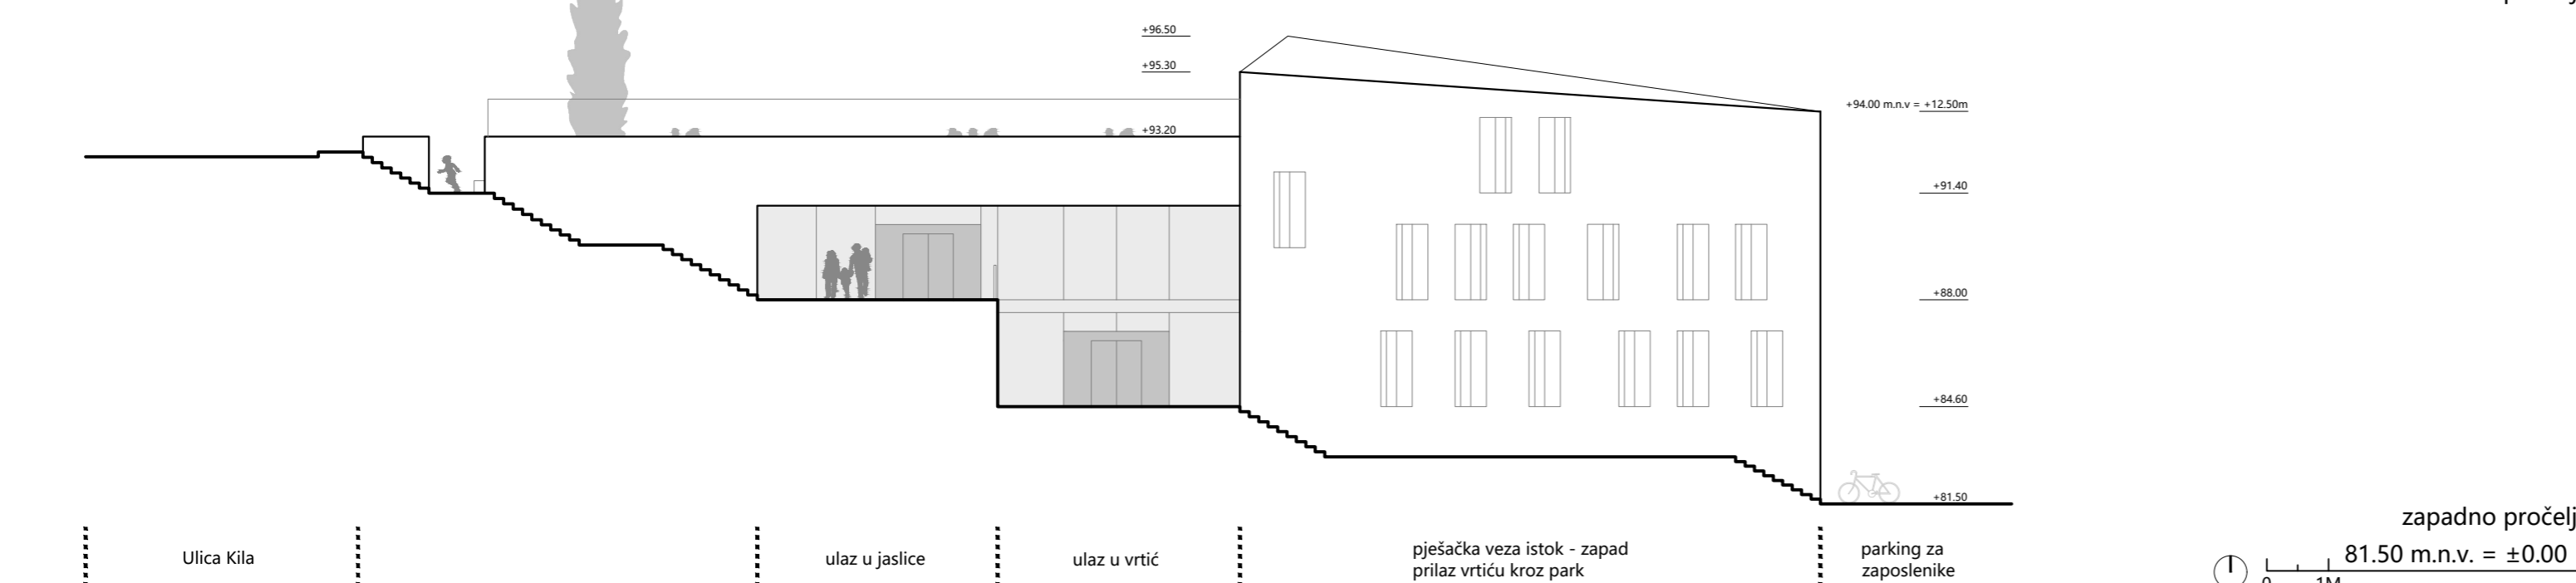 +96.50
+95.30
+94.00 m.n.v = +12.50m
+93.20
+91.40
+88.00
+84.60
+81.50
zapadno pročelj
Ulica Kila
ulaz u jaslice
ulaz u vrtić
pješačka veza istok - zapad
prilaz vrtiću kroz park
parking za
zaposlenike
81.50 m.n.v. = ±0.00
0 1M